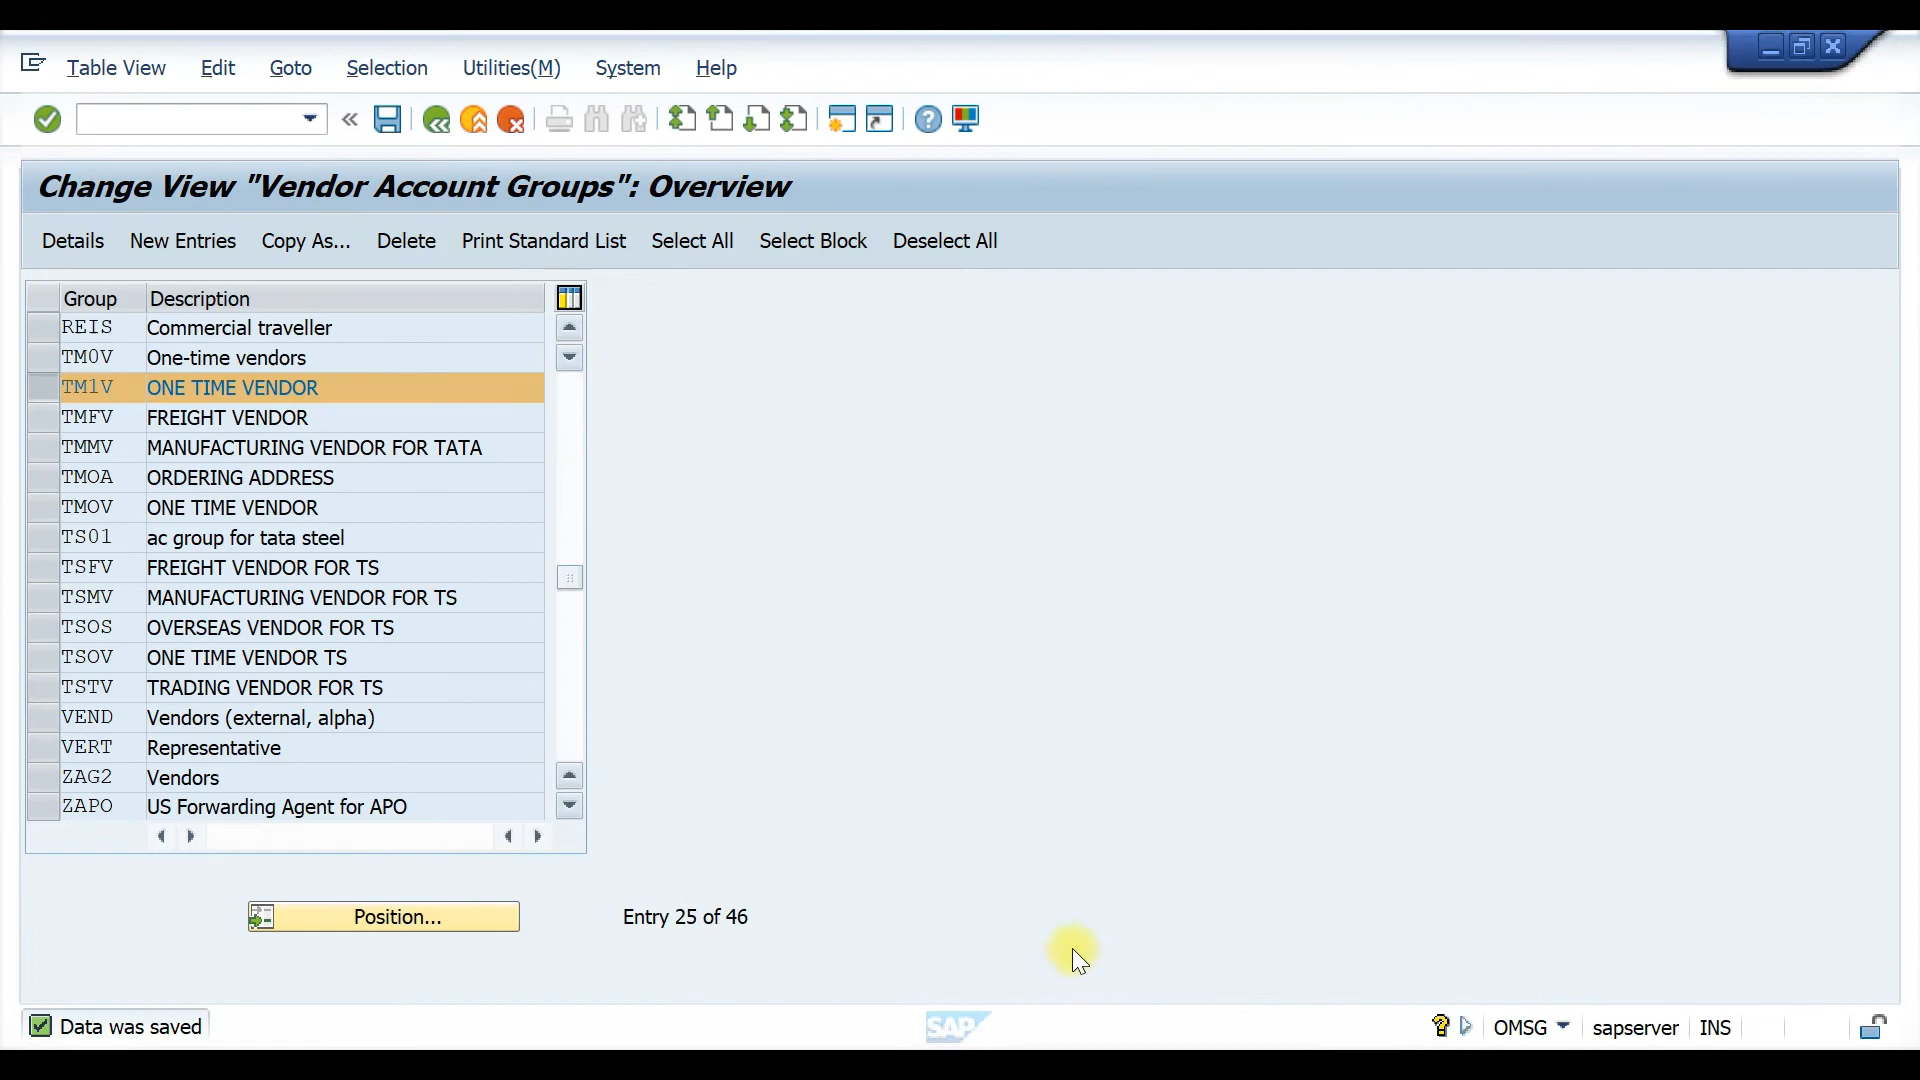 Table View Edit Goto Selection Utilities(M) System Help
Change View "Vendor Account Groups": Overview
Details New Entries Copy As... Delete Print Standard List Select All Select Block Deselect All
Group Description
REIS Commercial traveller
TM0V One-time vendors
TM1V ONE TIME VENDOR
TMFV FREIGHT VENDOR
TMMV MANUFACTURING VENDOR FOR TATA
TMOA ORDERING ADDRESS
TMOV ONE TIME VENDOR
TS01 ac group for tata steel
TSFV FREIGHT VENDOR FOR TS
TSMV MANUFACTURING VENDOR FOR TS
TSOS OVERSEAS VENDOR FOR TS
TSOV ONE TIME VENDOR TS
TSTV TRADING VENDOR FOR TS
VEND Vendors (external, alpha)
VERT Representative
ZAG2 Vendors
ZAPO US Forwarding Agent for APO
Position... Entry 25 of 46
Data was saved SAP OMSG sapserver INS